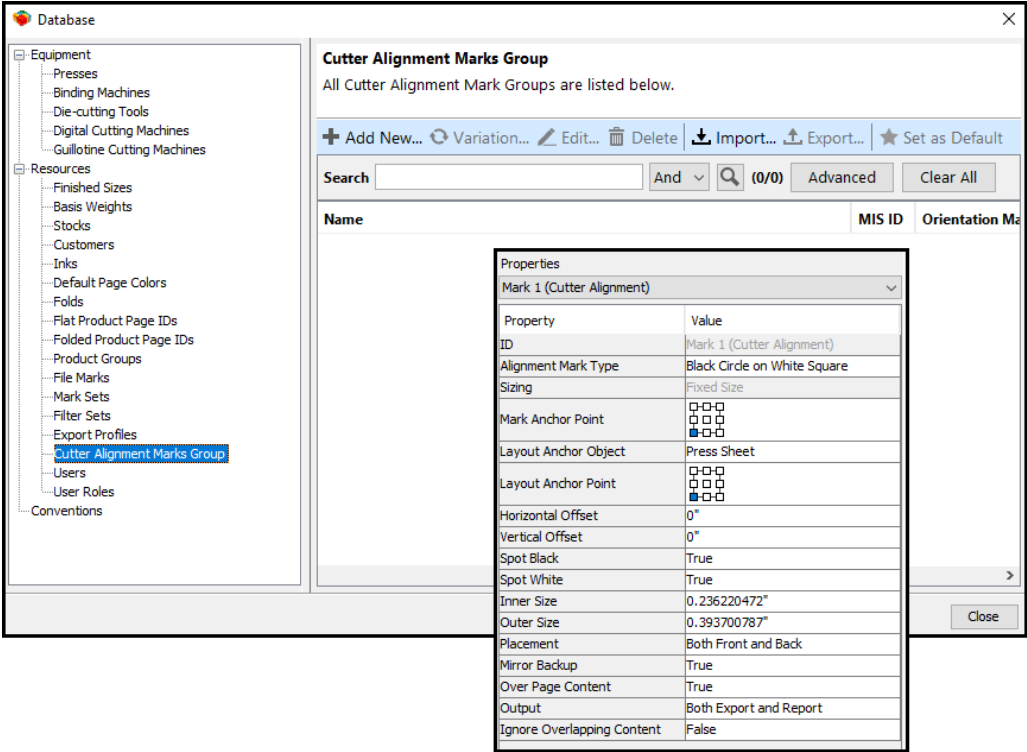 Database
Equipment
Presses
Binding Machines
Die-cutting Tools
Digital Cutting Machines
Guillotine Cutting Machines
Resources
Finished Sizes
Basis Weights
Stocks
Customers
Inks
Default Page Colors
Folds
Flat Product Page IDs
Folded Product Page IDs
Product Groups
File Marks
Mark Sets
Filter Sets
Export Profiles
Cutter Alignment Marks Group
Users
User Roles
Conventions
Cutter Alignment Marks Group
All Cutter Alignment Mark Groups are listed below.
Add New... Variation... Edit... Delete Import... Export... Set as Default
Search And (0/0) Advanced Clear All
Name MIS ID Orientation Ma
Properties
Mark 1 (Cutter Alignment)
Property Value
ID Mark 1 (Cutter Alignment)
Alignment Mark Type Black Circle on White Square
Sizing Fixed Size
Mark Anchor Point
Layout Anchor Object Press Sheet
Layout Anchor Point
Horizontal Offset 0"
Vertical Offset 0"
Spot Black True
Spot White True
Inner Size 0.236220472"
Outer Size 0.393700787"
Placement Both Front and Back
Mirror Backup True
Over Page Content True
Output Both Export and Report
Ignore Overlapping Content False
Close